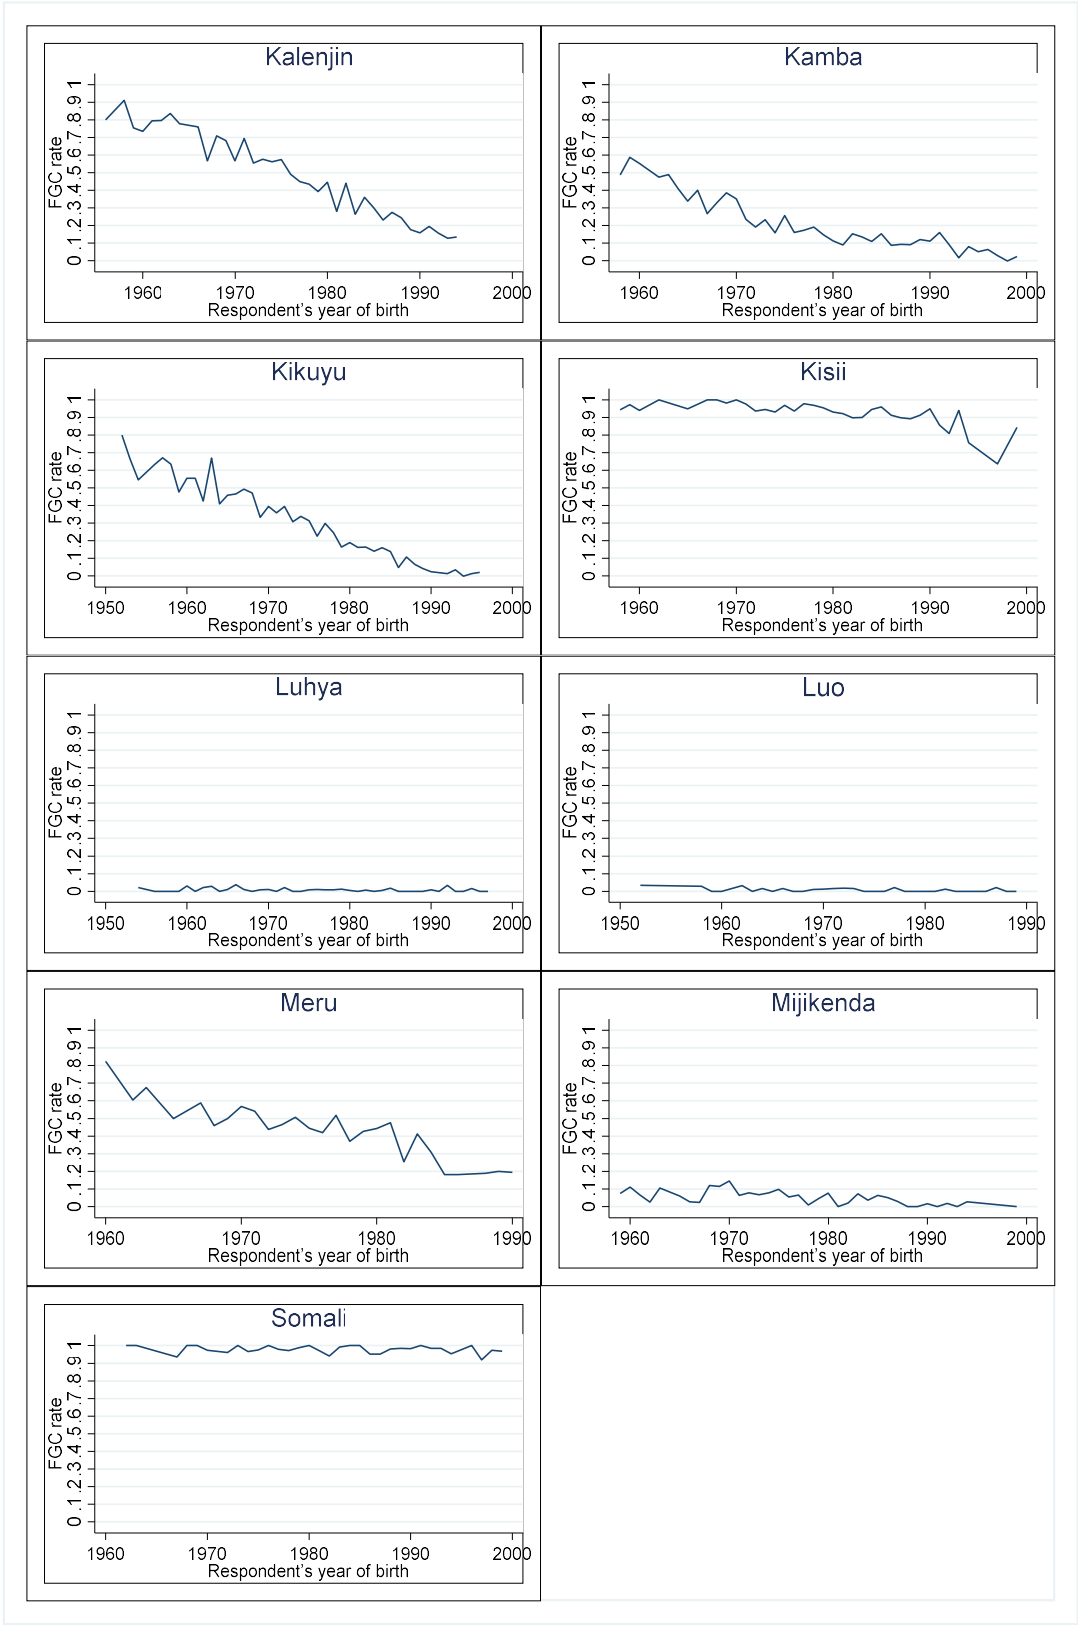 Kalenjin
FGC rate
0 .1 .2 .3 .4 .5 .6 .7 .8 .9 1
1960 1970 1980 1990 2000
Respondent's year of birth
Kamba
FGC rate
0 .1 .2 .3 .4 .5 .6 .7 .8 .9 1
1960 1970 1980 1990 2000
Respondent's year of birth
Kikuyu
FGC rate
0 .1 .2 .3 .4 .5 .6 .7 .8 .9 1
1950 1960 1970 1980 1990 2000
Respondent's year of birth
Kisii
FGC rate
0 .1 .2 .3 .4 .5 .6 .7 .8 .9 1
1960 1970 1980 1990 2000
Respondent's year of birth
Luhya
FGC rate
0 .1 .2 .3 .4 .5 .6 .7 .8 .9 1
1950 1960 1970 1980 1990 2000
Respondent's year of birth
Luo
FGC rate
0 .1 .2 .3 .4 .5 .6 .7 .8 .9 1
1950 1960 1970 1980 1990
Respondent's year of birth
Meru
FGC rate
0 .1 .2 .3 .4 .5 .6 .7 .8 .9 1
1960 1970 1980 1990
Respondent's year of birth
Mijikenda
FGC rate
0 .1 .2 .3 .4 .5 .6 .7 .8 .9 1
1960 1970 1980 1990 2000
Respondent's year of birth
Somali
FGC rate
0 .1 .2 .3 .4 .5 .6 .7 .8 .9 1
1960 1970 1980 1990 2000
Respondent's year of birth